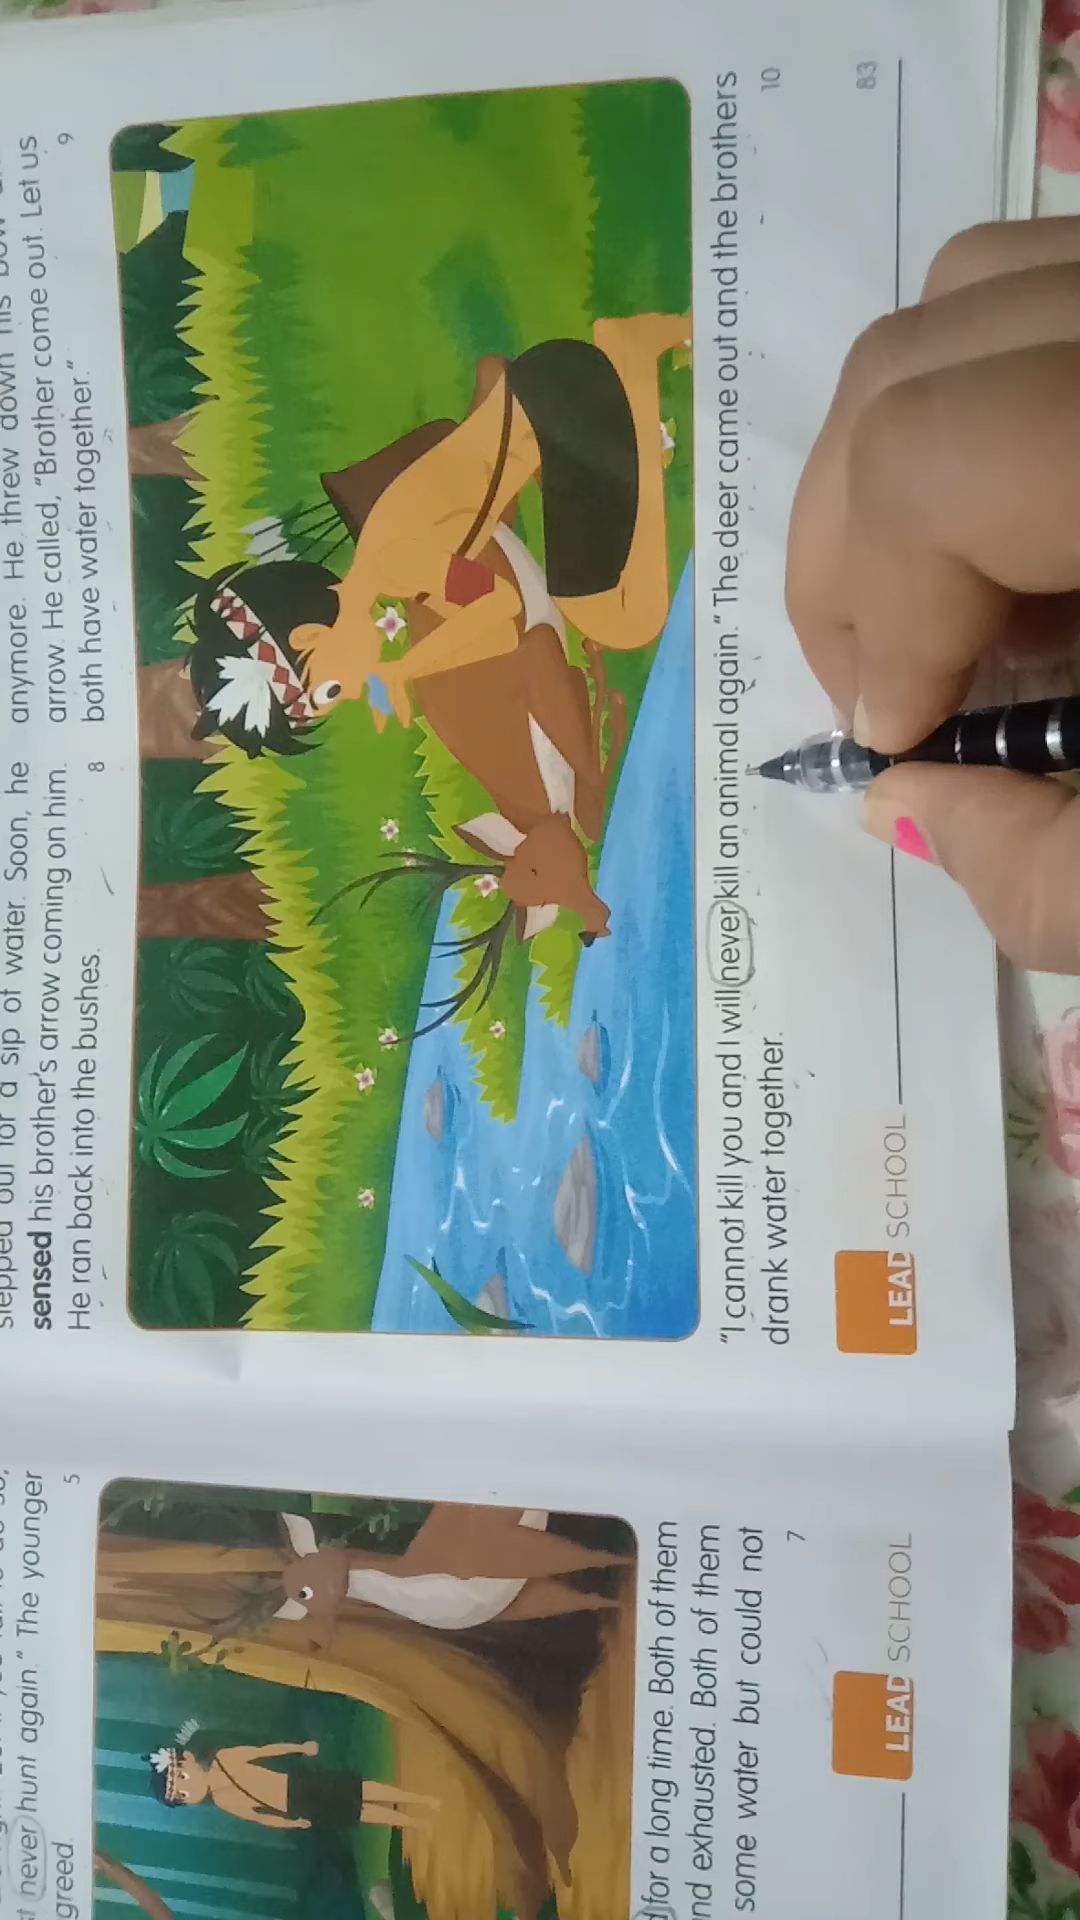 never hunt again." The younger
greed.
5
for a long time. Both of them
nd exhausted. Both of them
some water but could not
7
LEAD SCHOOL
of water. Soon, he
sensed his brother's arrow coming on him.
He ran back into the bushes.
8
anymore. He threw down his
arrow. He called, "Brother come out. Let us
both have water together."
9
"I cannot kill you and I will never kill an animal again." The deer came out and the brothers
drank water together.
10
LEAD SCHOOL
83